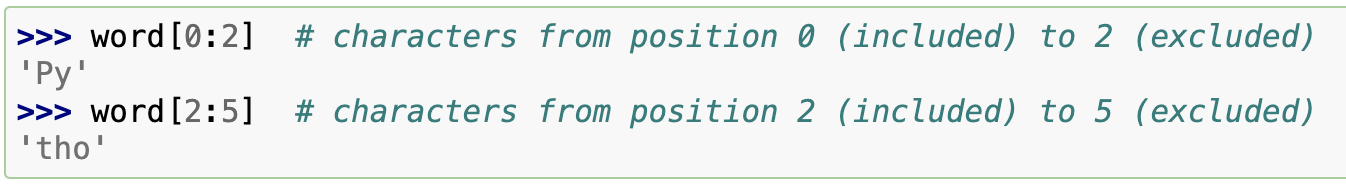 >>> word[0:2]  # characters from position 0 (included) to 2 (excluded)
'Py'
>>> word[2:5]  # characters from position 2 (included) to 5 (excluded)
'tho'